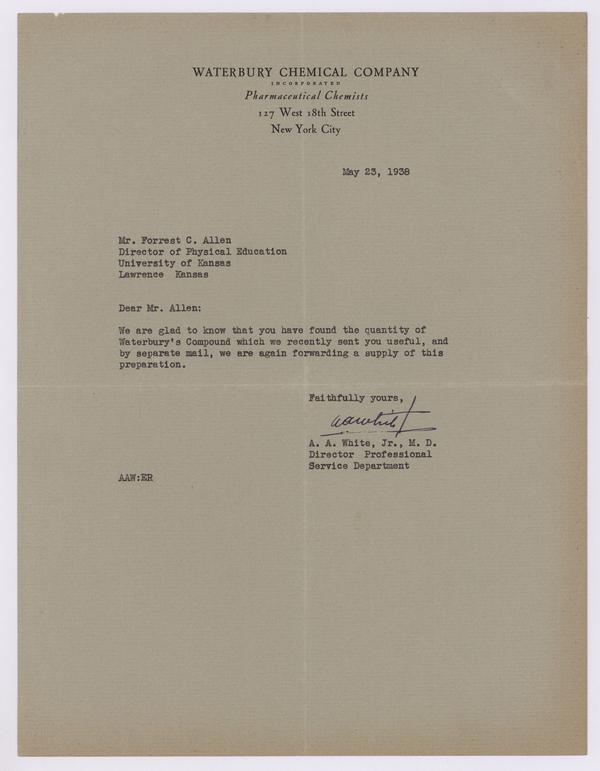 WATERBURY CHEMICAL COMPANY
INCORPORATED
Pharmaceutical Chemists
127 West 18th Street
New York City
May 23, 1938
Mr. Forrest C. Allen
Director of Physical Education
University of Kansas
Lawrence Kansas
Dear Mr. Allen:
We are glad to know that you have found the quantity of
Waterbury's Compound which we recently sent you useful, and
by separate mail, we are again forwarding a supply of this
preparation.
Faithfully yours,
aawhite
A. A. White, Jr., M. D.
Director Professional
Service Department
AAW:ER